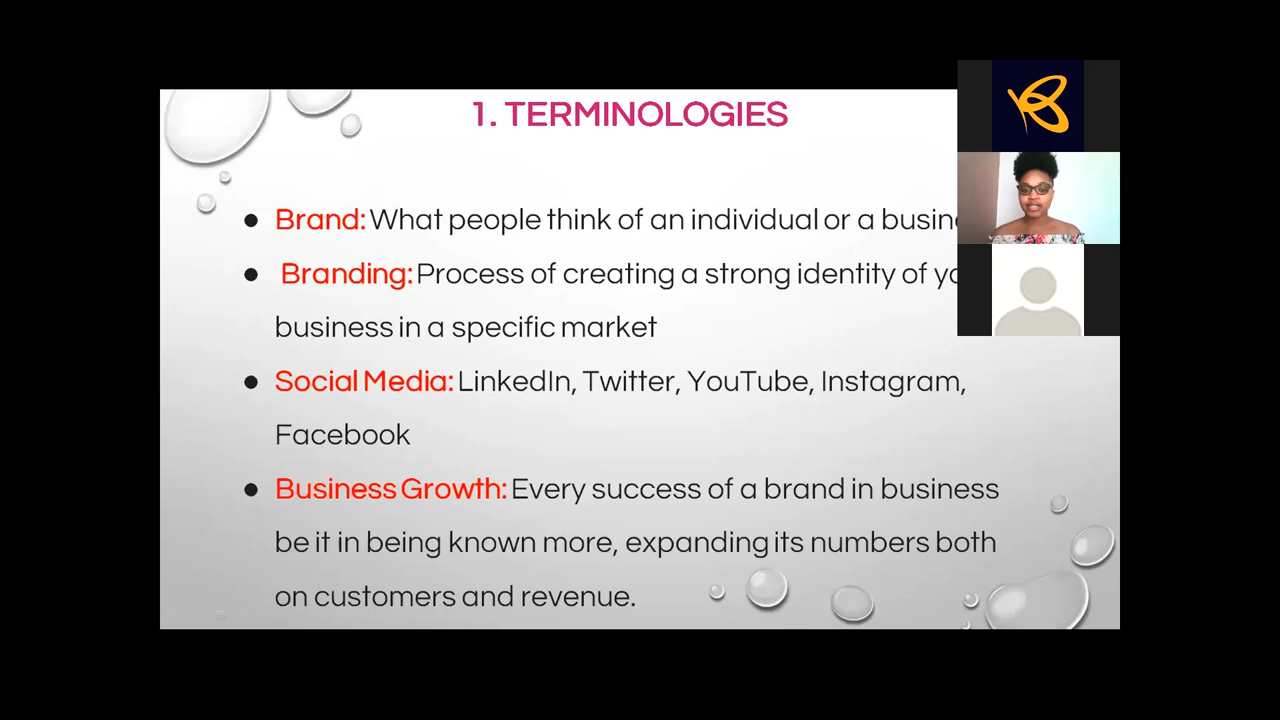 1. TERMINOLOGIES
● Brand: What people think of an individual or a busin
● Branding: Process of creating a strong identity of yo
business in a specific market
● Social Media: LinkedIn, Twitter, YouTube, Instagram,
Facebook
● Business Growth: Every success of a brand in business
be it in being known more, expanding its numbers both
on customers and revenue.